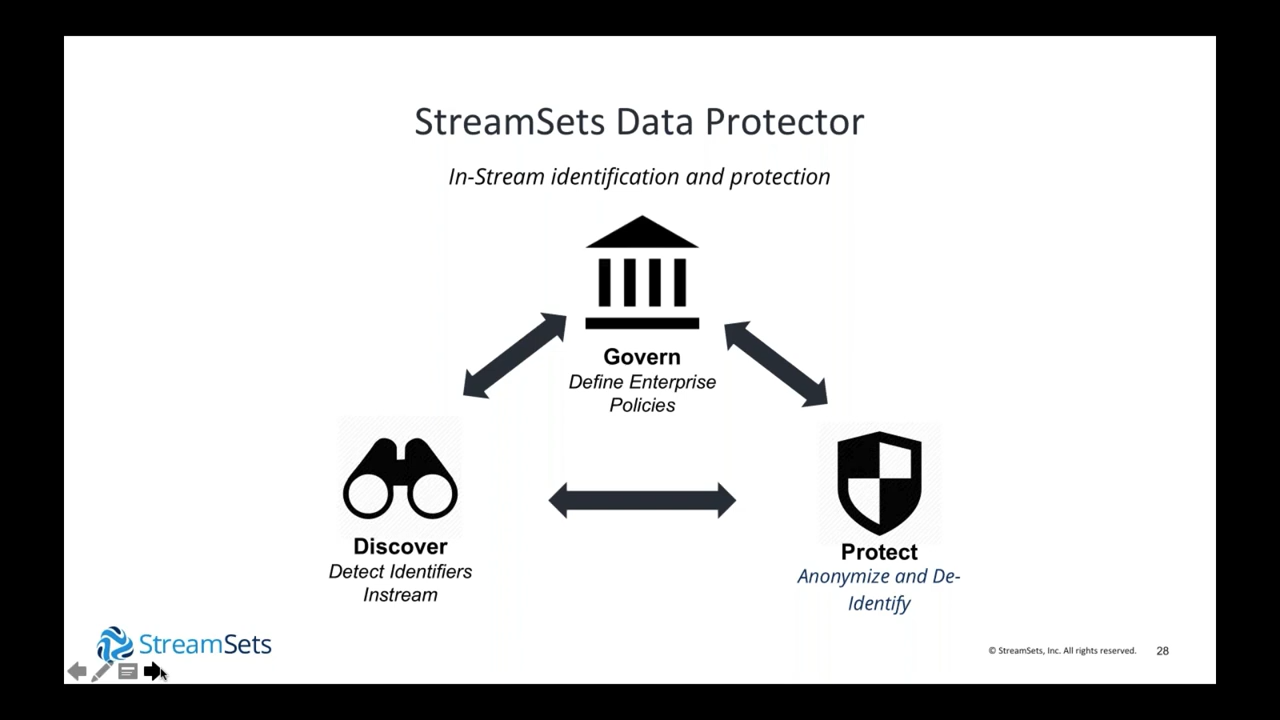 StreamSets Data Protector
In-Stream identification and protection
Govern
Define Enterprise
Policies
Discover
Detect Identifiers
Instream
Protect
Anonymize and De-
Identify
StreamSets
© StreamSets, Inc. All rights reserved.
28